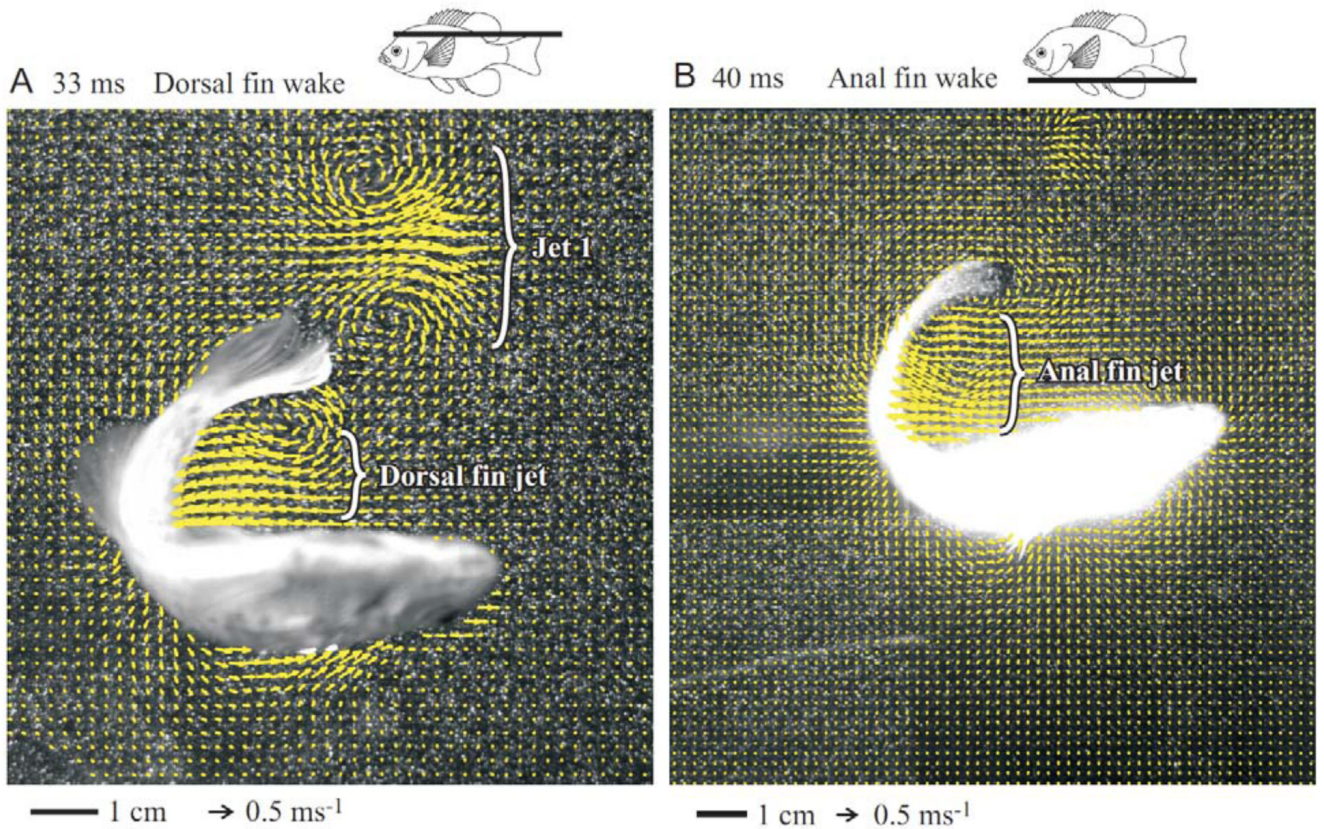 A 33 ms Dorsal fin wake
Jet 1
Dorsal fin jet
1 cm → 0.5 ms⁻¹
B 40 ms Anal fin wake
Anal fin jet
1 cm → 0.5 ms⁻¹